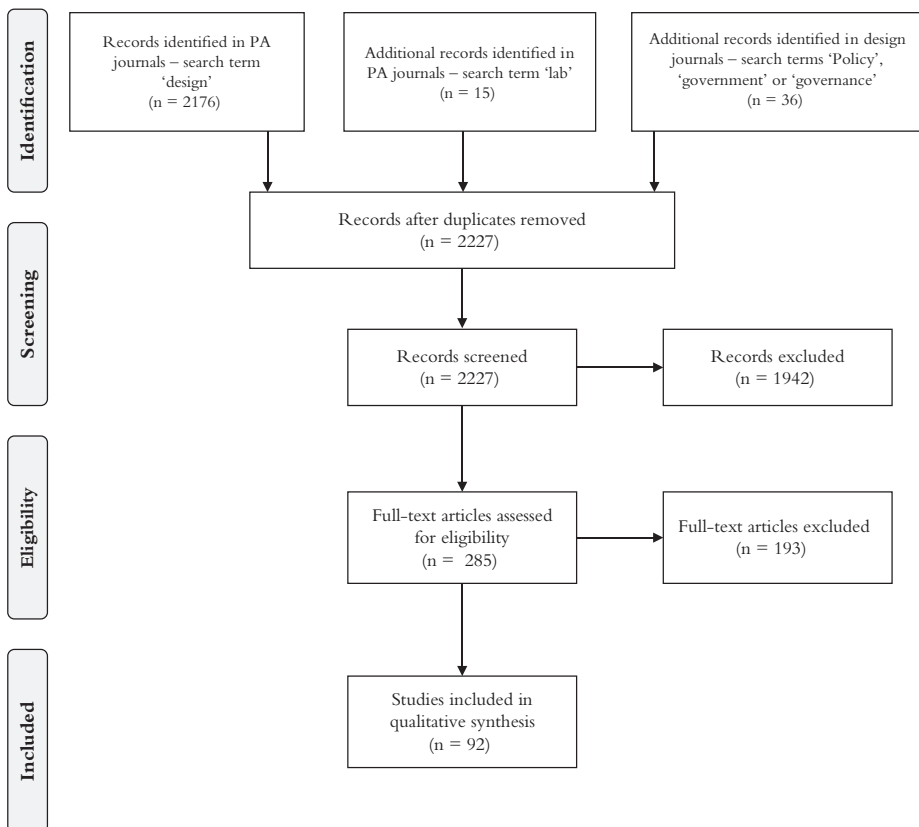 Identification
Records identified in PA
journals – search term
‘design’
(n = 2176)
Additional records identified in
PA journals – search term ‘lab’
(n = 15)
Additional records identified in design
journals – search terms ‘Policy’,
‘government’ or ‘governance’
(n = 36)
Records after duplicates removed
(n = 2227)
Screening
Records screened
(n = 2227)
Records excluded
(n = 1942)
Eligibility
Full-text articles assessed
for eligibility
(n = 285)
Full-text articles excluded
(n = 193)
Included
Studies included in
qualitative synthesis
(n = 92)